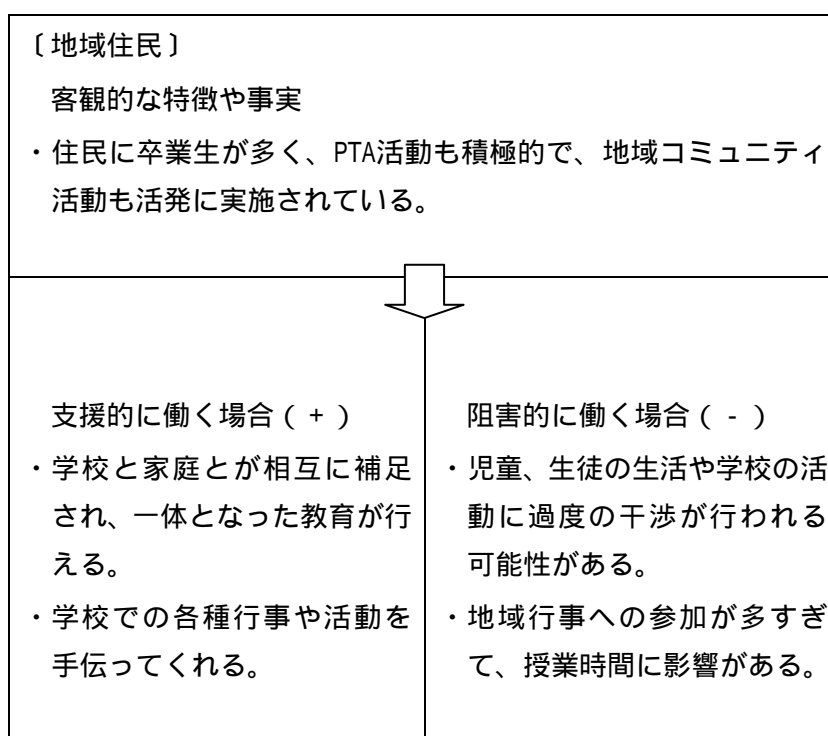 〔地域住民〕
客観的な特徴や事実
・住民に卒業生が多く、PTA活動も積極的で、地域コミュニティ
活動も活発に実施されている。
支援的に働く場合(+)
・学校と家庭とが相互に補足
され、一体となった教育が行
える。
・学校での各種行事や活動を
手伝ってくれる。
阻害的に働く場合(-)
・児童、生徒の生活や学校の活
動に過度の干渉が行われる
可能性がある。
・地域行事への参加が多すぎ
て、授業時間に影響がある。